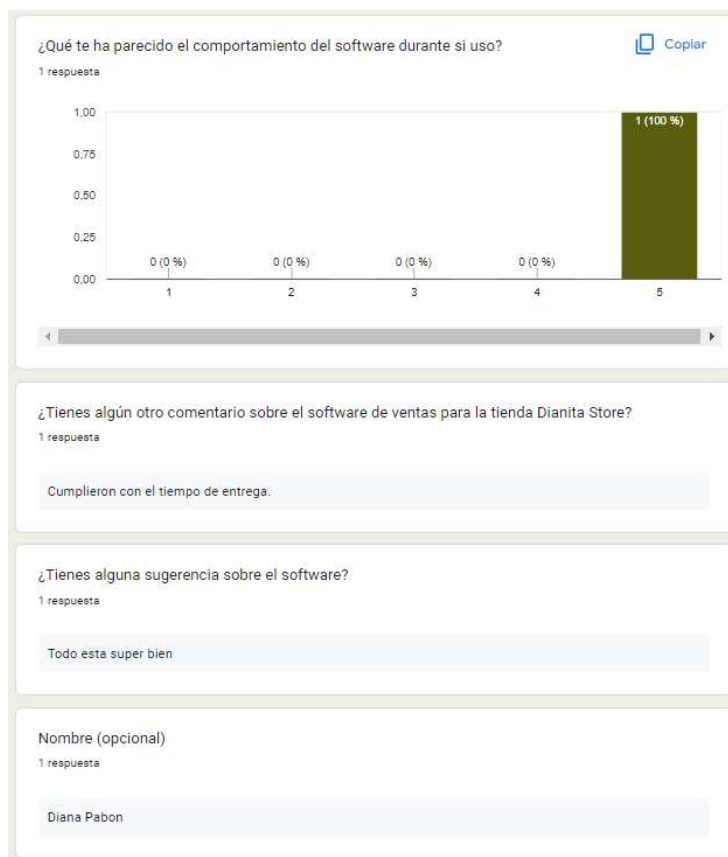 ¿Qué te ha parecido el comportamiento del software durante si uso?
Copiar
1 respuesta
1,00
0,75
0,50
0,25
0,00
1 (100 %)
0 (0 %)
0 (0 %)
0 (0 %)
0 (0 %)
1
2
3
4
5
¿Tienes algún otro comentario sobre el software de ventas para la tienda Dianita Store?
1 respuesta
Cumplieron con el tiempo de entrega.
¿Tienes alguna sugerencia sobre el software?
1 respuesta
Todo esta super bien
Nombre (opcional)
1 respuesta
Diana Pabon